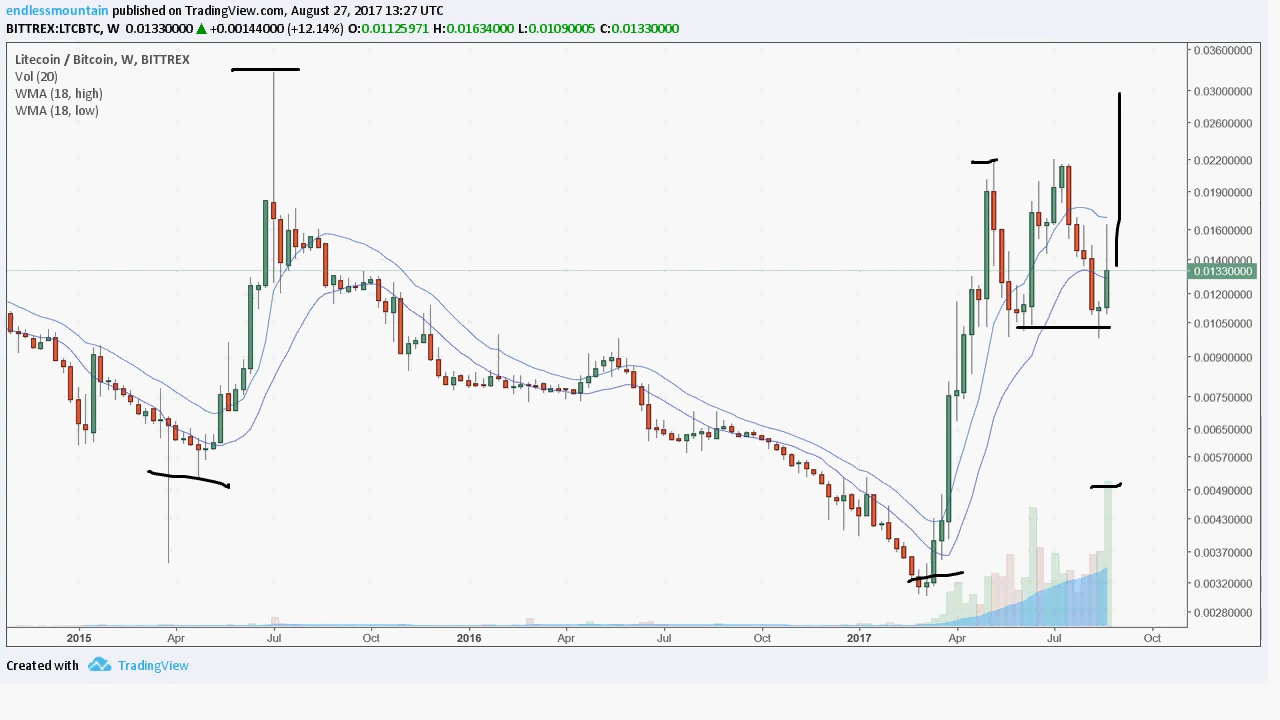 endlessmountain published on TradingView.com, August 27, 2017 13:27 UTC
BITTREX:LTCBTC, W 0.01330000 ▲ +0.00144000 (+12.14%) O:0.01125971 H:0.01634000 L:0.01090005 C:0.01330000
Litecoin / Bitcoin, W, BITTREX
Vol (20)
WMA (18, high)
WMA (18, low)
0.03600000
0.03000000
0.02600000
0.02200000
0.01900000
0.01600000
0.01400000
0.01330000
0.01200000
0.01050000
0.00900000
0.00750000
0.00650000
0.00570000
0.00490000
0.00430000
0.00370000
0.00320000
0.00280000
2015 Apr Jul Oct 2016 Apr Jul Oct 2017 Apr Jul Oct
Created with TradingView